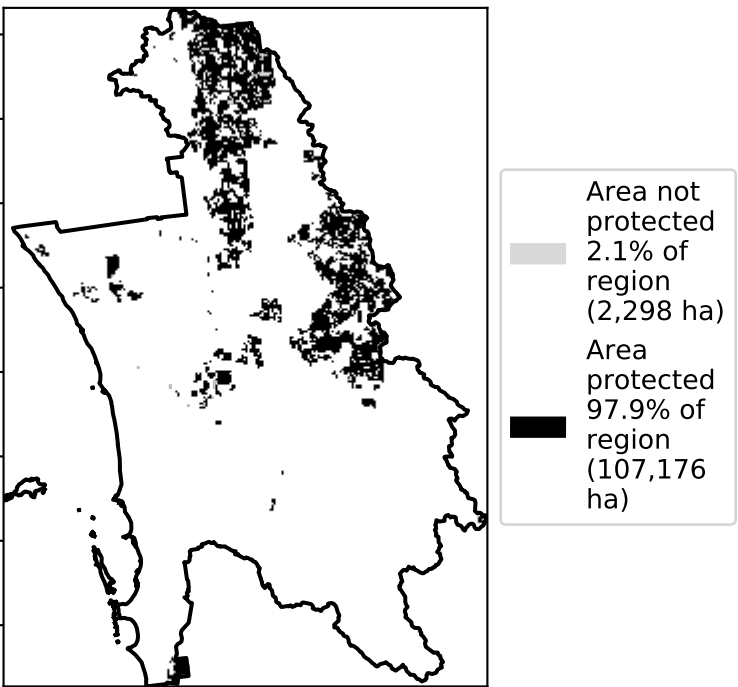 Area not
protected
2.1% of
region
(2,298 ha)
Area
protected
97.9% of
region
(107,176
ha)